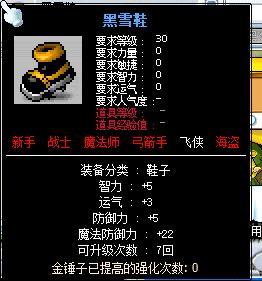 黑雪鞋
要求等级： 30
要求力量： 0
要求敏捷： 0
要求智力： 0
要求运气： 0
要求人气度： -
道具等级： -
道具经验值： -
新手 战士 魔法师 弓箭手 飞侠 海盗
装备分类 : 鞋子
智力 : +5
运气 : +3
防御力 : +5
魔法防御力 : +22
可升级次数 : 7回
金锤子已提高的强化次数: 0
用